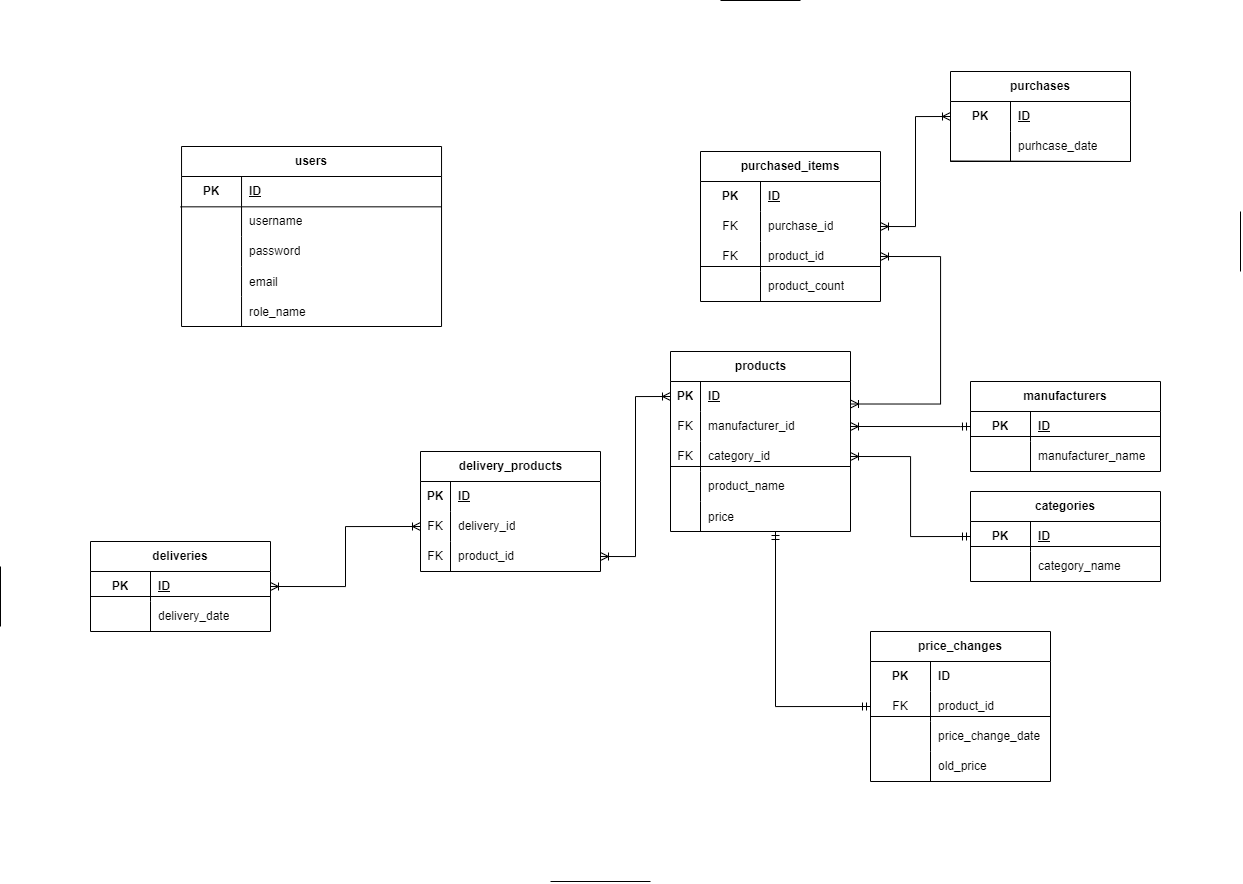 purchases
PK ID
purhcase_date
users
PK ID
username
password
email
role_name
purchased_items
PK ID
FK purchase_id
FK product_id
product_count
products
PK ID
FK manufacturer_id
FK category_id
product_name
price
manufacturers
PK ID
manufacturer_name
delivery_products
PK ID
FK delivery_id
FK product_id
categories
PK ID
category_name
deliveries
PK ID
delivery_date
price_changes
PK ID
FK product_id
price_change_date
old_price